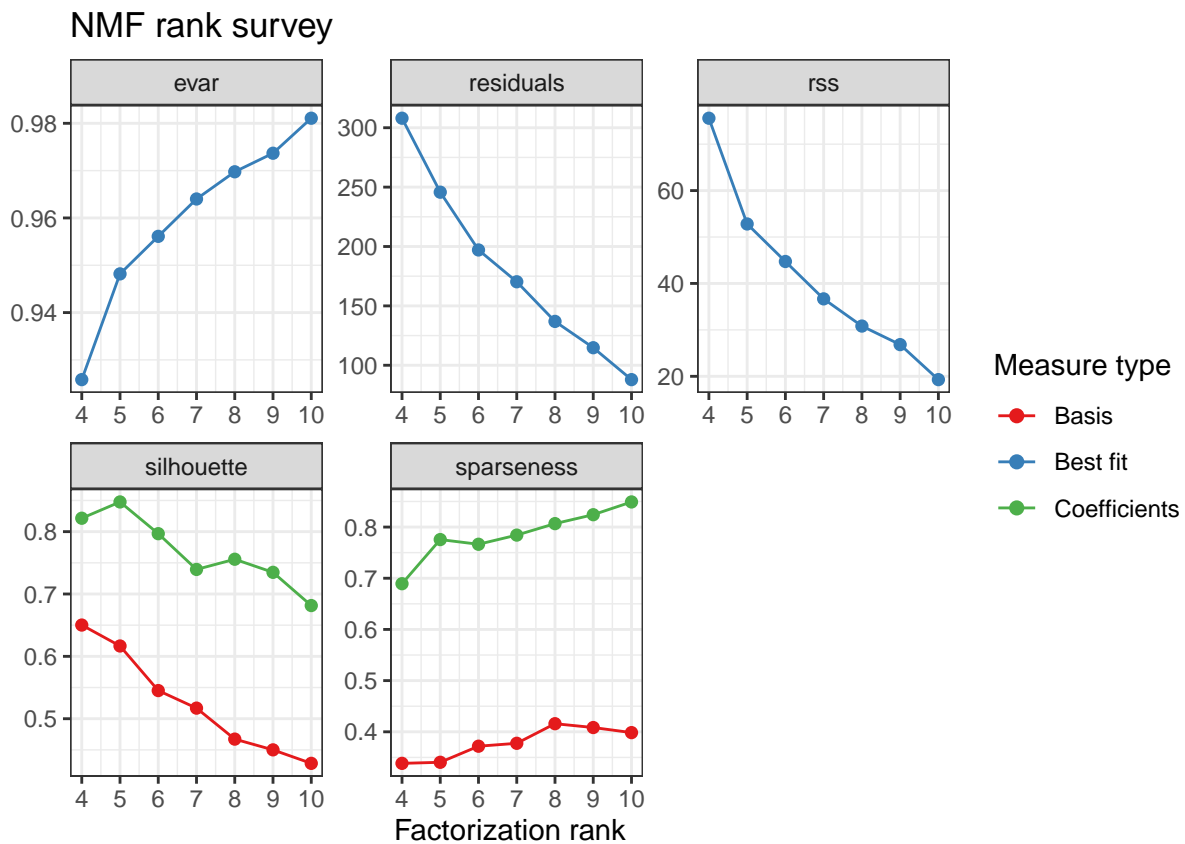 NMF rank survey
evar
residuals
rss
0.98
0.96
0.94
300
250
200
150
100
60
40
20
4 5 6 7 8 9 10
4 5 6 7 8 9 10
4 5 6 7 8 9 10
silhouette
sparseness
0.8
0.7
0.6
0.5
0.8
0.7
0.6
0.5
0.4
4 5 6 7 8 9 10
4 5 6 7 8 9 10
Factorization rank
Measure type
Basis
Best fit
Coefficients